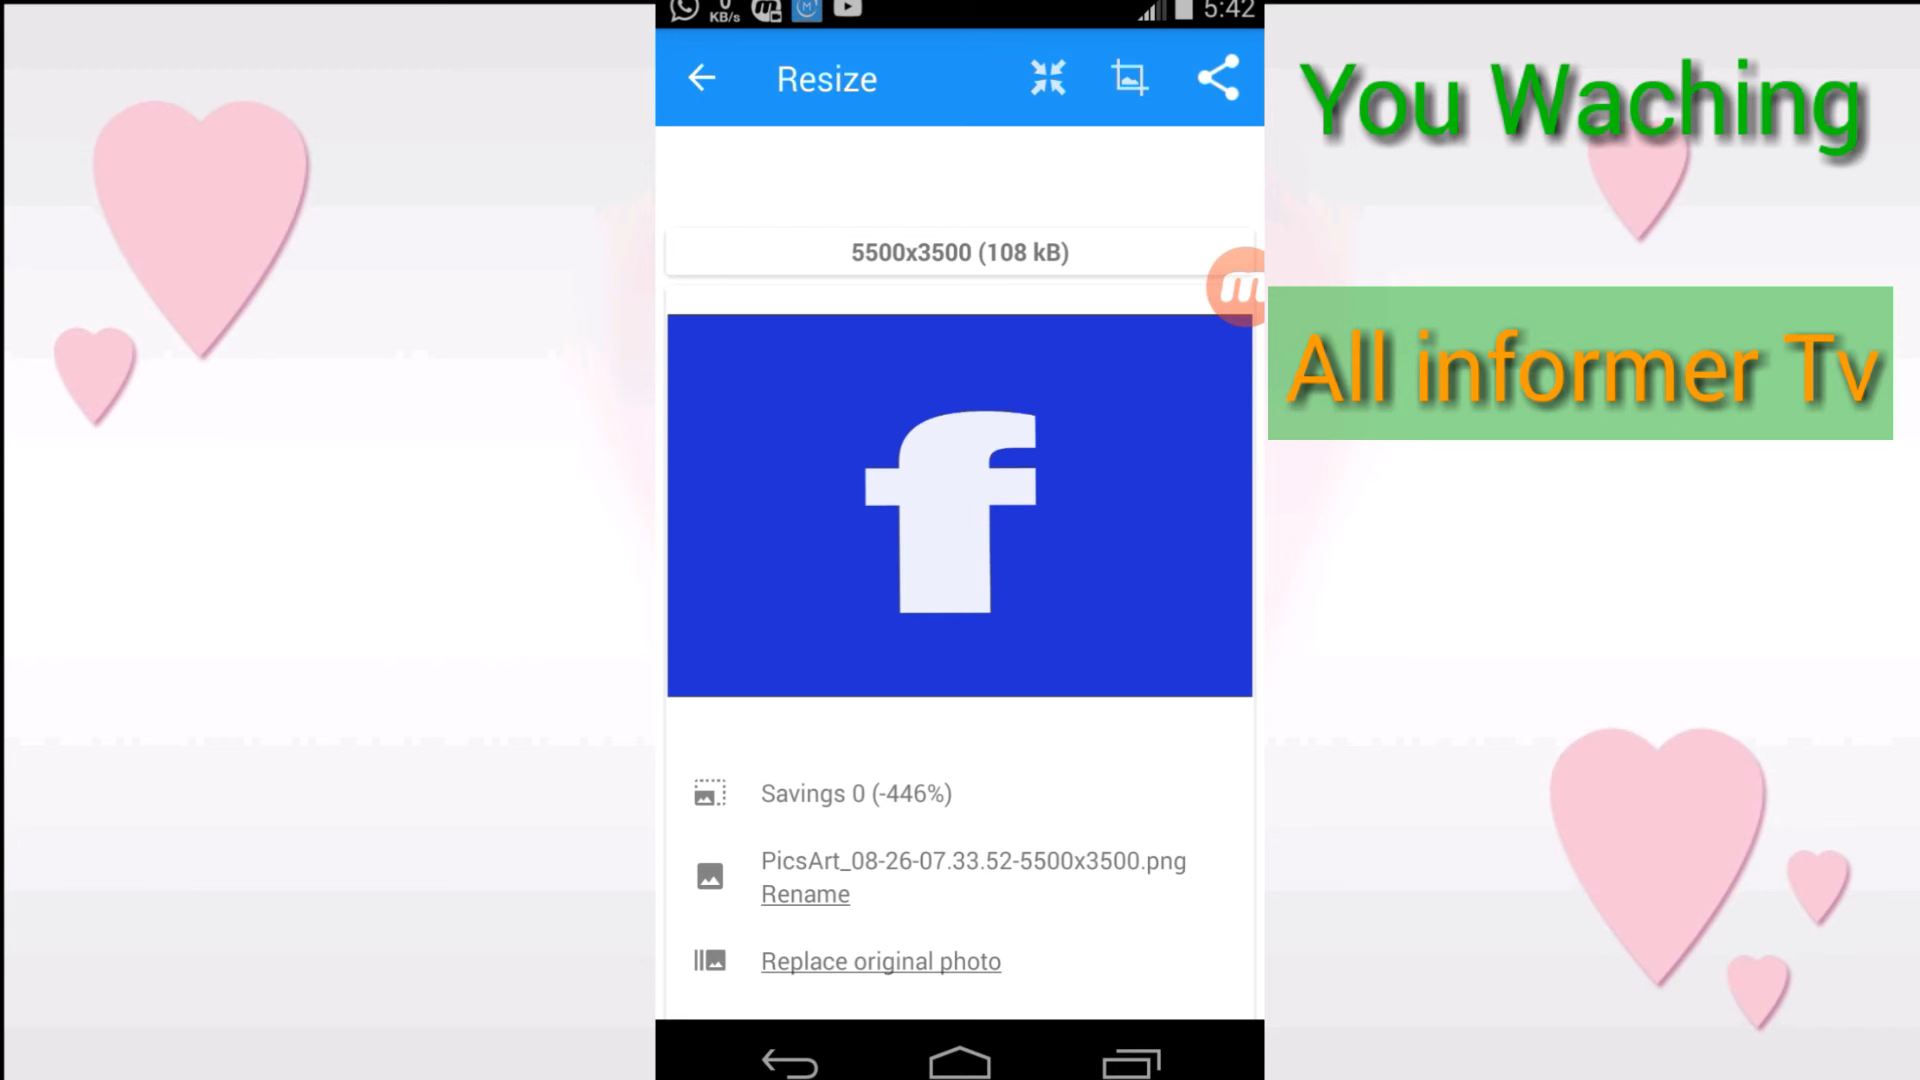 0
KB/s
5:42
Resize
You Waching
5500x3500 (108 kB)
m
All informer Tv
f
Savings 0 (-446%)
PicsArt_08-26-07.33.52-5500x3500.png
Rename
Replace original photo